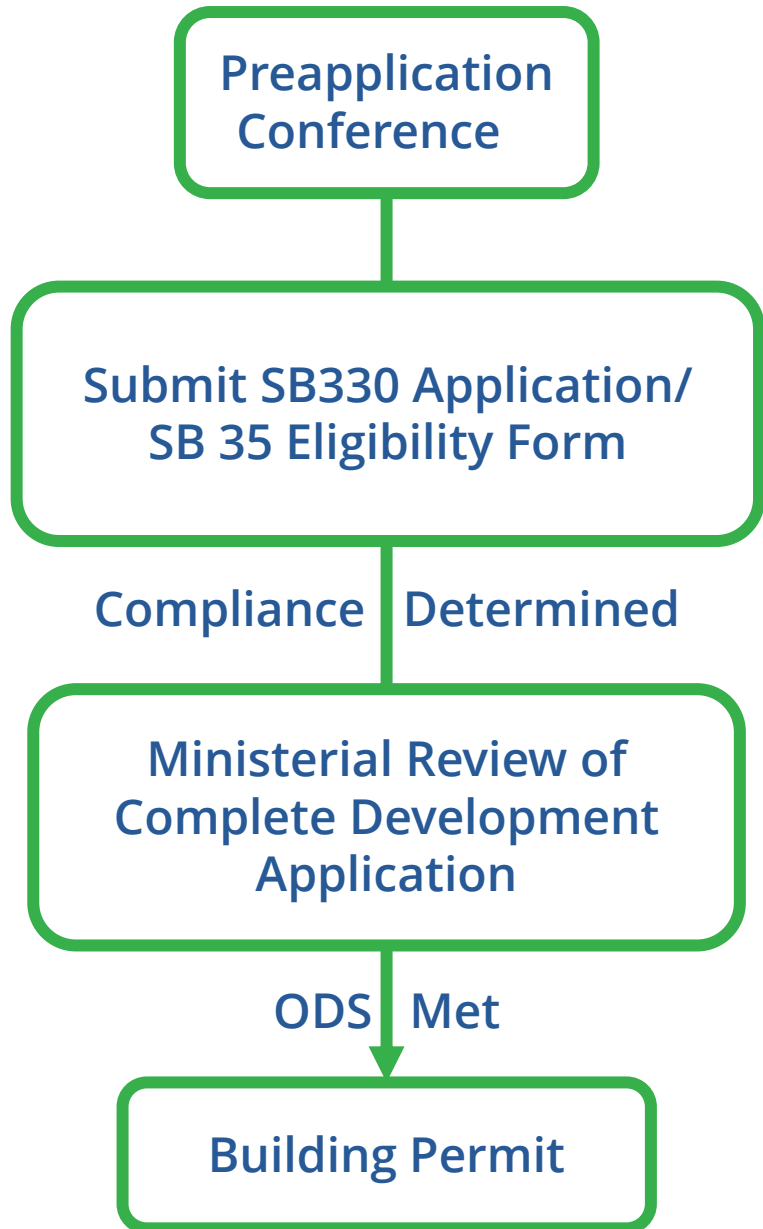 Preapplication
Conference
Submit SB330 Application/
SB 35 Eligibility Form
Compliance Determined
Ministerial Review of
Complete Development
Application
ODS Met
Building Permit